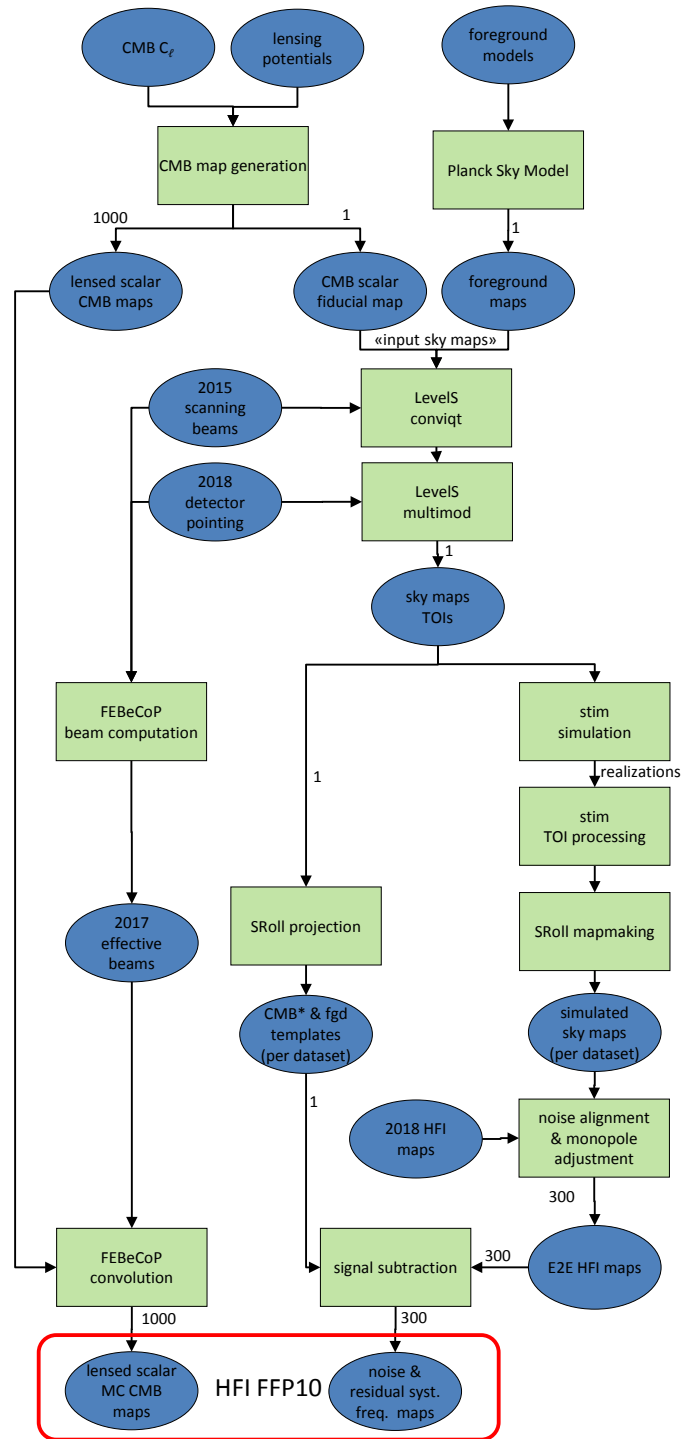 CMB Cℓ
lensing
potentials
foreground
models
CMB map generation
Planck Sky Model
1000
1
1
lensed scalar
CMB maps
CMB scalar
fiducial map
foreground
maps
«input sky maps»
2015
scanning
beams
LevelS
conviqt
2018
detector
pointing
LevelS
multimod
1
sky maps
TOIs
FEBeCoP
beam computation
stim
simulation
1
realizations
stim
TOI processing
2017
effective
beams
SRoll projection
SRoll mapmaking
CMB* & fgd
templates
(per dataset)
simulated
sky maps
(per dataset)
1
2018 HFI
maps
noise alignment
& monopole
adjustment
300
FEBeCoP
convolution
signal subtraction
300
E2E HFI maps
1000
300
lensed scalar
MC CMB
maps
HFI FFP10
noise &
residual syst.
freq. maps